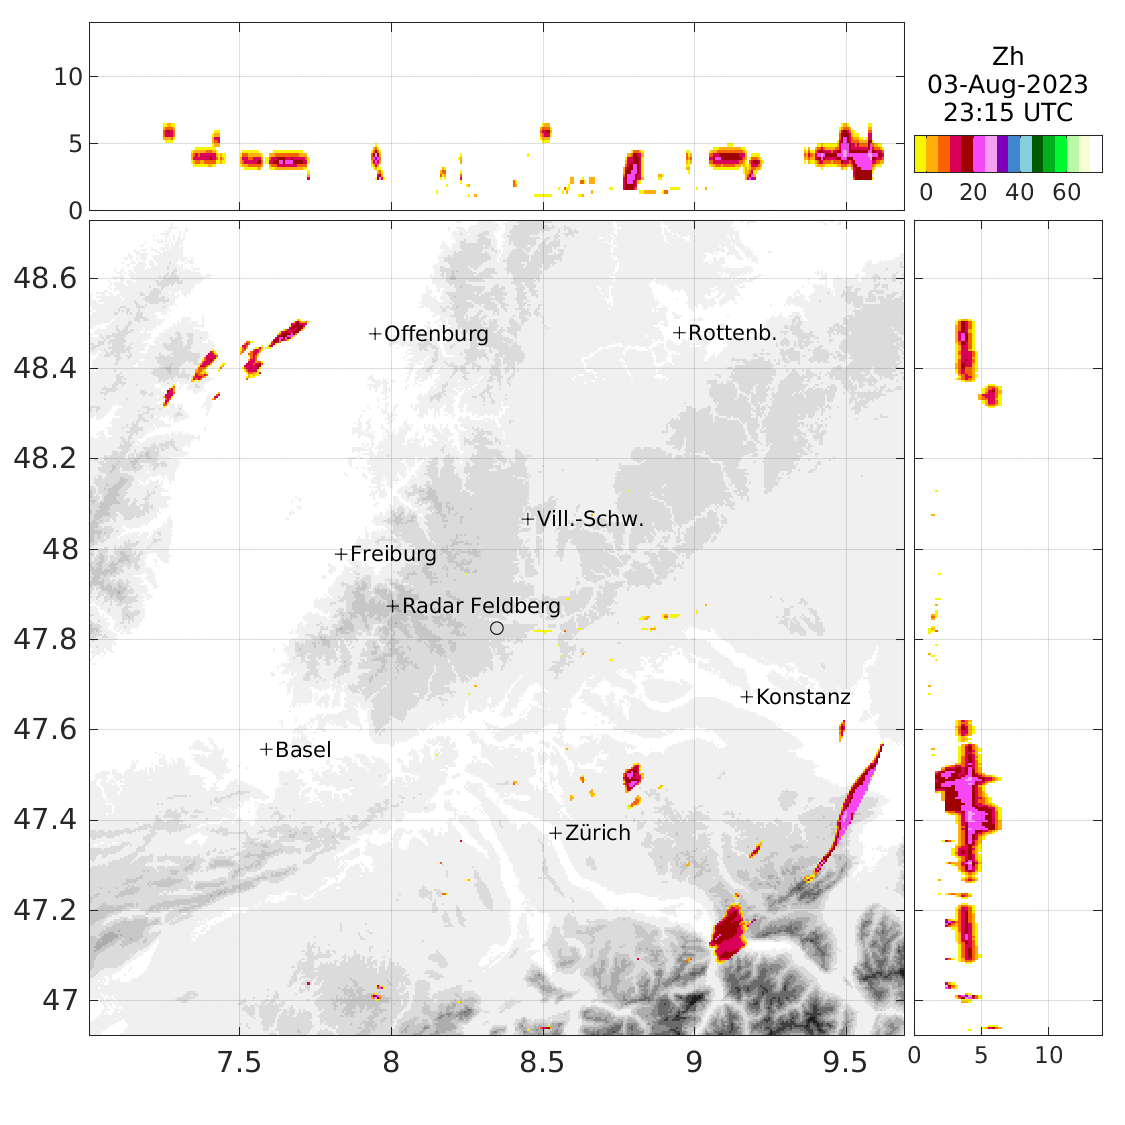 Zh
03-Aug-2023
23:15 UTC
0 20 40 60
10
5
0
48.6
48.4
48.2
48
47.8
47.6
47.4
47.2
47
Offenburg
Rottenb.
Vill.-Schw.
Freiburg
Radar Feldberg
Konstanz
Basel
Zürich
7.5 8 8.5 9 9.5
0 5 10